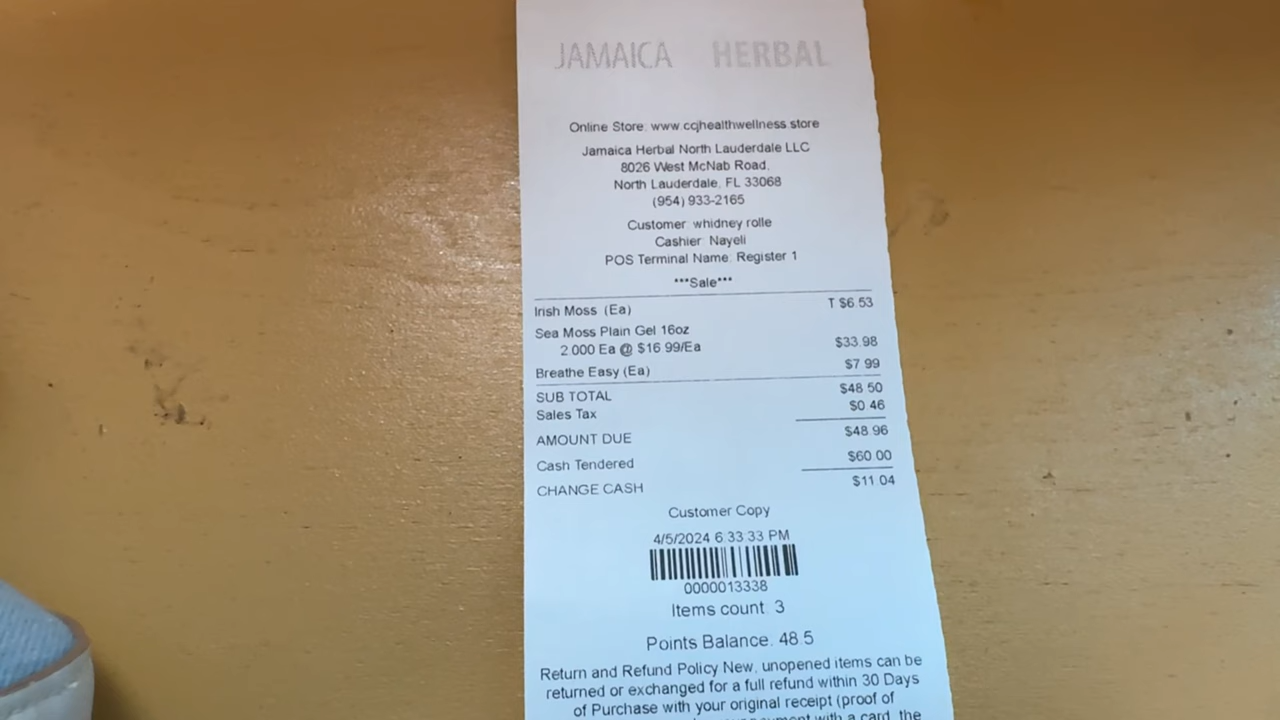 JAMAICA HERBAL
Online Store: www.cqjhealthwellness.store
Jamaica Herbal North Lauderdale LLC
8026 West McNab Road,
North Lauderdale, FL 33068
(954) 933-2165
Customer: whidney rolle
Cashier: Nayeli
POS Terminal Name: Register 1
***Sale***
Irish Moss (Ea) T $6.53
Sea Moss Plain Gel 16oz
2.000 Ea @ $16.99/Ea $33.98
Breathe Easy (Ea) $7.99
SUB TOTAL $48.50
Sales Tax $0.46
AMOUNT DUE $48.96
Cash Tendered $60.00
CHANGE CASH $11.04
Customer Copy
4/5/2024 6:33:33 PM
0000013338
Items count: 3
Points Balance: 48.5
Return and Refund Policy New, unopened items can be
returned or exchanged for a full refund within 30 Days
of Purchase with your original receipt (proof of
payment with a card, the